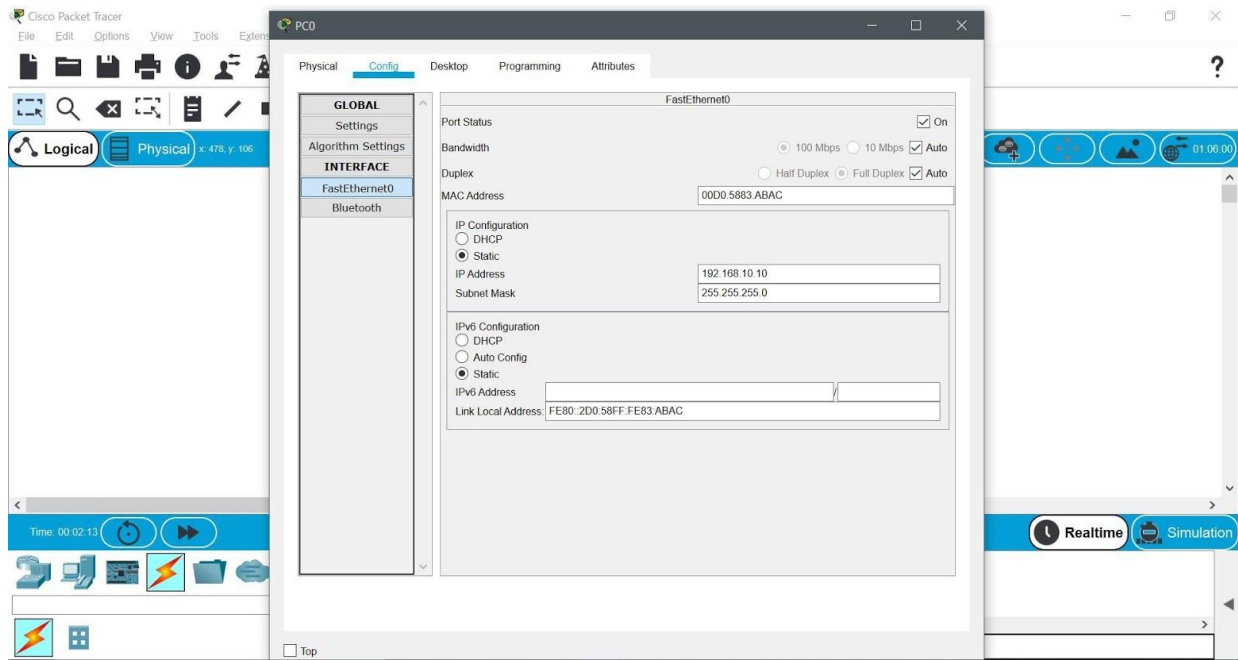 Cisco Packet Tracer
File Edit Options View Tools
PC0
Physical Config Desktop Programming Attributes
?
Logical
Physical x: 478, y: 106
01:06:00
GLOBAL
Settings
Algorithm Settings
INTERFACE
FastEthernet0
Bluetooth
FastEthernet0
Port Status On
Bandwidth 100 Mbps 10 Mbps Auto
Duplex Half Duplex Full Duplex Auto
MAC Address 00D0.5883.ABAC
IP Configuration
DHCP
Static
IP Address 192.168.10.10
Subnet Mask 255.255.255.0
IPv6 Configuration
DHCP
Auto Config
Static
IPv6 Address /
Link Local Address: FE80::2D0:58FF:FE83:ABAC
Time: 00:02:13
Realtime Simulation
Top